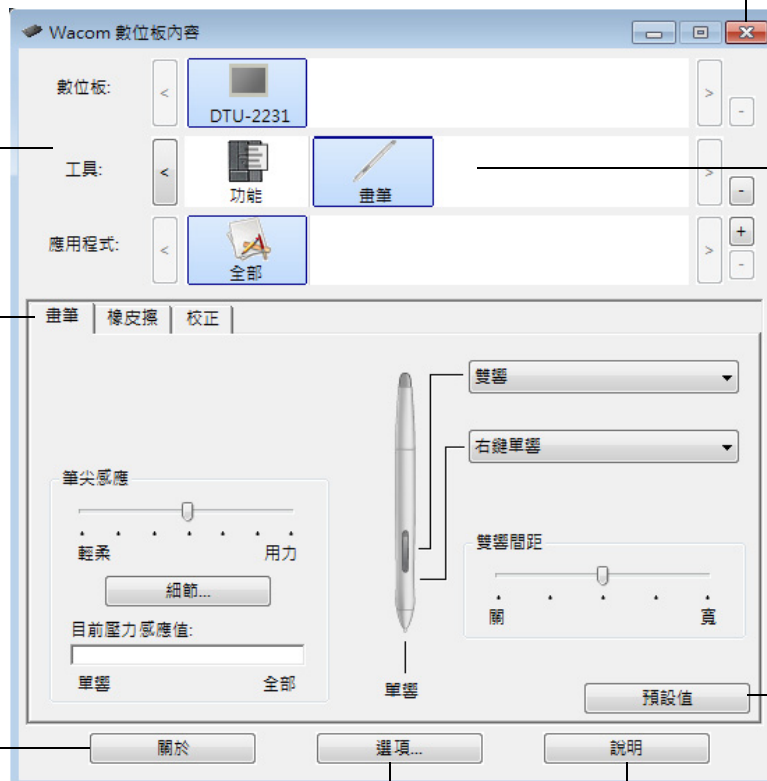 Wacom 數位板內容
數位板:
<
DTU-2231
>
-
工具:
<
功能
畫筆
>
-
應用程式:
<
全部
>
+
-
畫筆
橡皮擦
校正
雙響
右鍵單響
筆尖感應
輕柔
用力
細節...
目前壓力感應值:
單響
全部
單響
雙響間距
關
寬
預設值
關於
選項...
說明